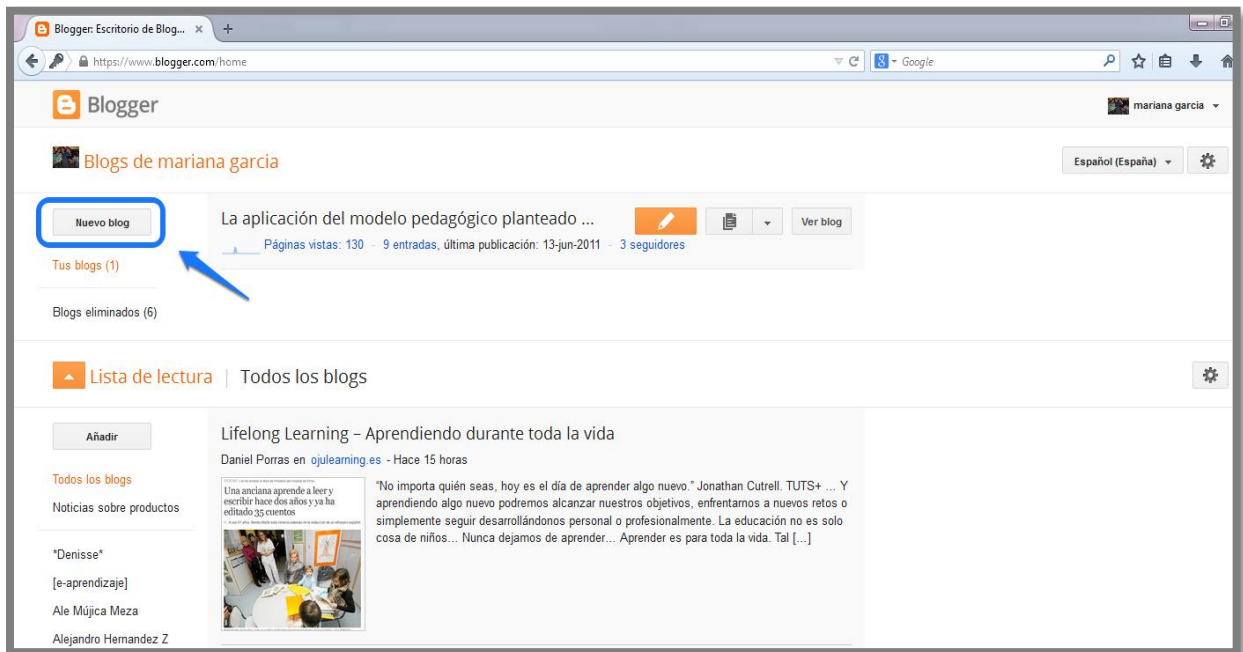 Blogger: Escritorio de Blog... × +
https://www.blogger.com/home
Google
Blogger
mariana garcia
Blogs de mariana garcia
Español (España)
Nuevo blog
La aplicación del modelo pedagógico planteado ...
Ver blog
Páginas vistas: 130 - 9 entradas, última publicación: 13-jun-2011 - 3 seguidores
Tus blogs (1)
Blogs eliminados (6)
Lista de lectura | Todos los blogs
Añadir
Lifelong Learning – Aprendiendo durante toda la vida
Daniel Porras en ojulearning.es - Hace 15 horas
Todos los blogs
Noticias sobre productos
*Denisse*
[e-aprendizaje]
Ale Mújica Meza
Alejandro Hernandez Z
Una anciana aprende a leer y
escribir hace dos años y ya ha
editado 35 cuentos
"No importa quién seas, hoy es el día de aprender algo nuevo." Jonathan Cutrell. TUTS+ ... Y
aprendiendo algo nuevo podremos alcanzar nuestros objetivos, enfrentarnos a nuevos retos o
simplemente seguir desarrollándonos personal o profesionalmente. La educación no es solo
cosa de niños... Nunca dejamos de aprender... Aprender es para toda la vida. Tal [...]